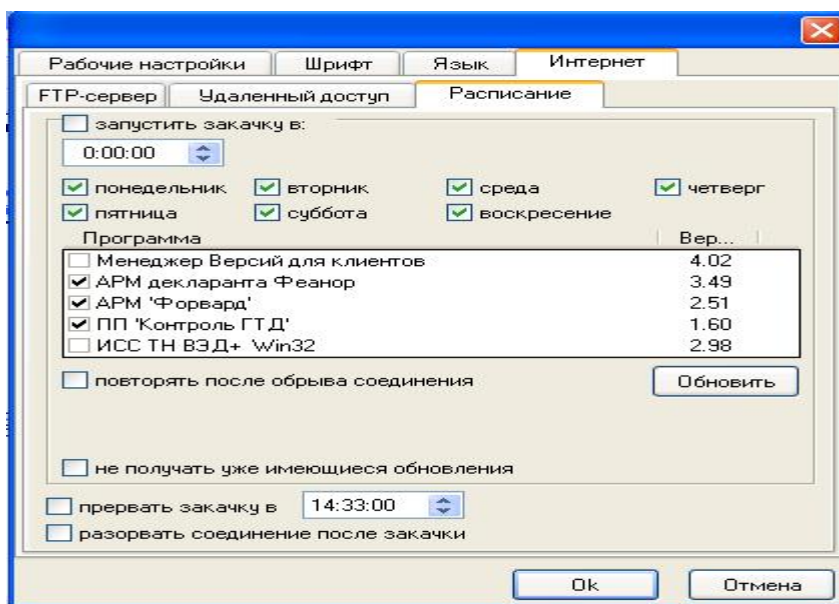 Рабочие настройки Шрифт Язык Интернет
FTP-сервер Удаленный доступ Расписание
запустить закачку в:
0:00:00
понедельник вторник среда четверг
пятница суббота воскресение
Программа Вер...
Менеджер Версий для клиентов 4.02
АРМ декларанта Феанор 3.49
АРМ 'Форвард' 2.51
ПП 'Контроль ГТД' 1.60
ИСС ТН ВЭД+ Win32 2.98
повторять после обрыва соединения Обновить
не получать уже имеющиеся обновления
прервать закачку в 14:33:00
разорвать соединение после закачки
Ok Отмена